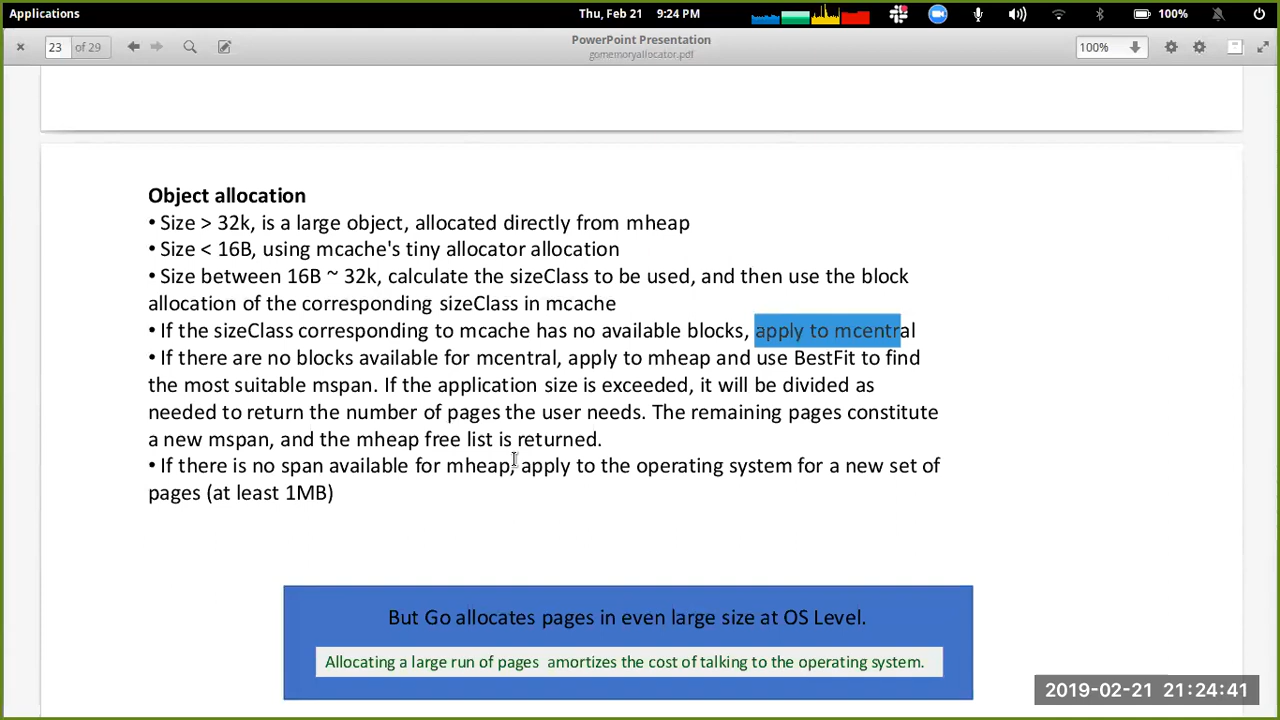 Applications
Thu, Feb 21 9:24 PM
100%
23 of 29
PowerPoint Presentation
gomemoryallocator.pdf
100%
Object allocation
• Size > 32k, is a large object, allocated directly from mheap
• Size < 16B, using mcache's tiny allocator allocation
• Size between 16B ~ 32k, calculate the sizeClass to be used, and then use the block
allocation of the corresponding sizeClass in mcache
• If the sizeClass corresponding to mcache has no available blocks, apply to mcentral
• If there are no blocks available for mcentral, apply to mheap and use BestFit to find
the most suitable mspan. If the application size is exceeded, it will be divided as
needed to return the number of pages the user needs. The remaining pages constitute
a new mspan, and the mheap free list is returned.
• If there is no span available for mheap, apply to the operating system for a new set of
pages (at least 1MB)
But Go allocates pages in even large size at OS Level.
Allocating a large run of pages amortizes the cost of talking to the operating system.
2019-02-21 21:24:41